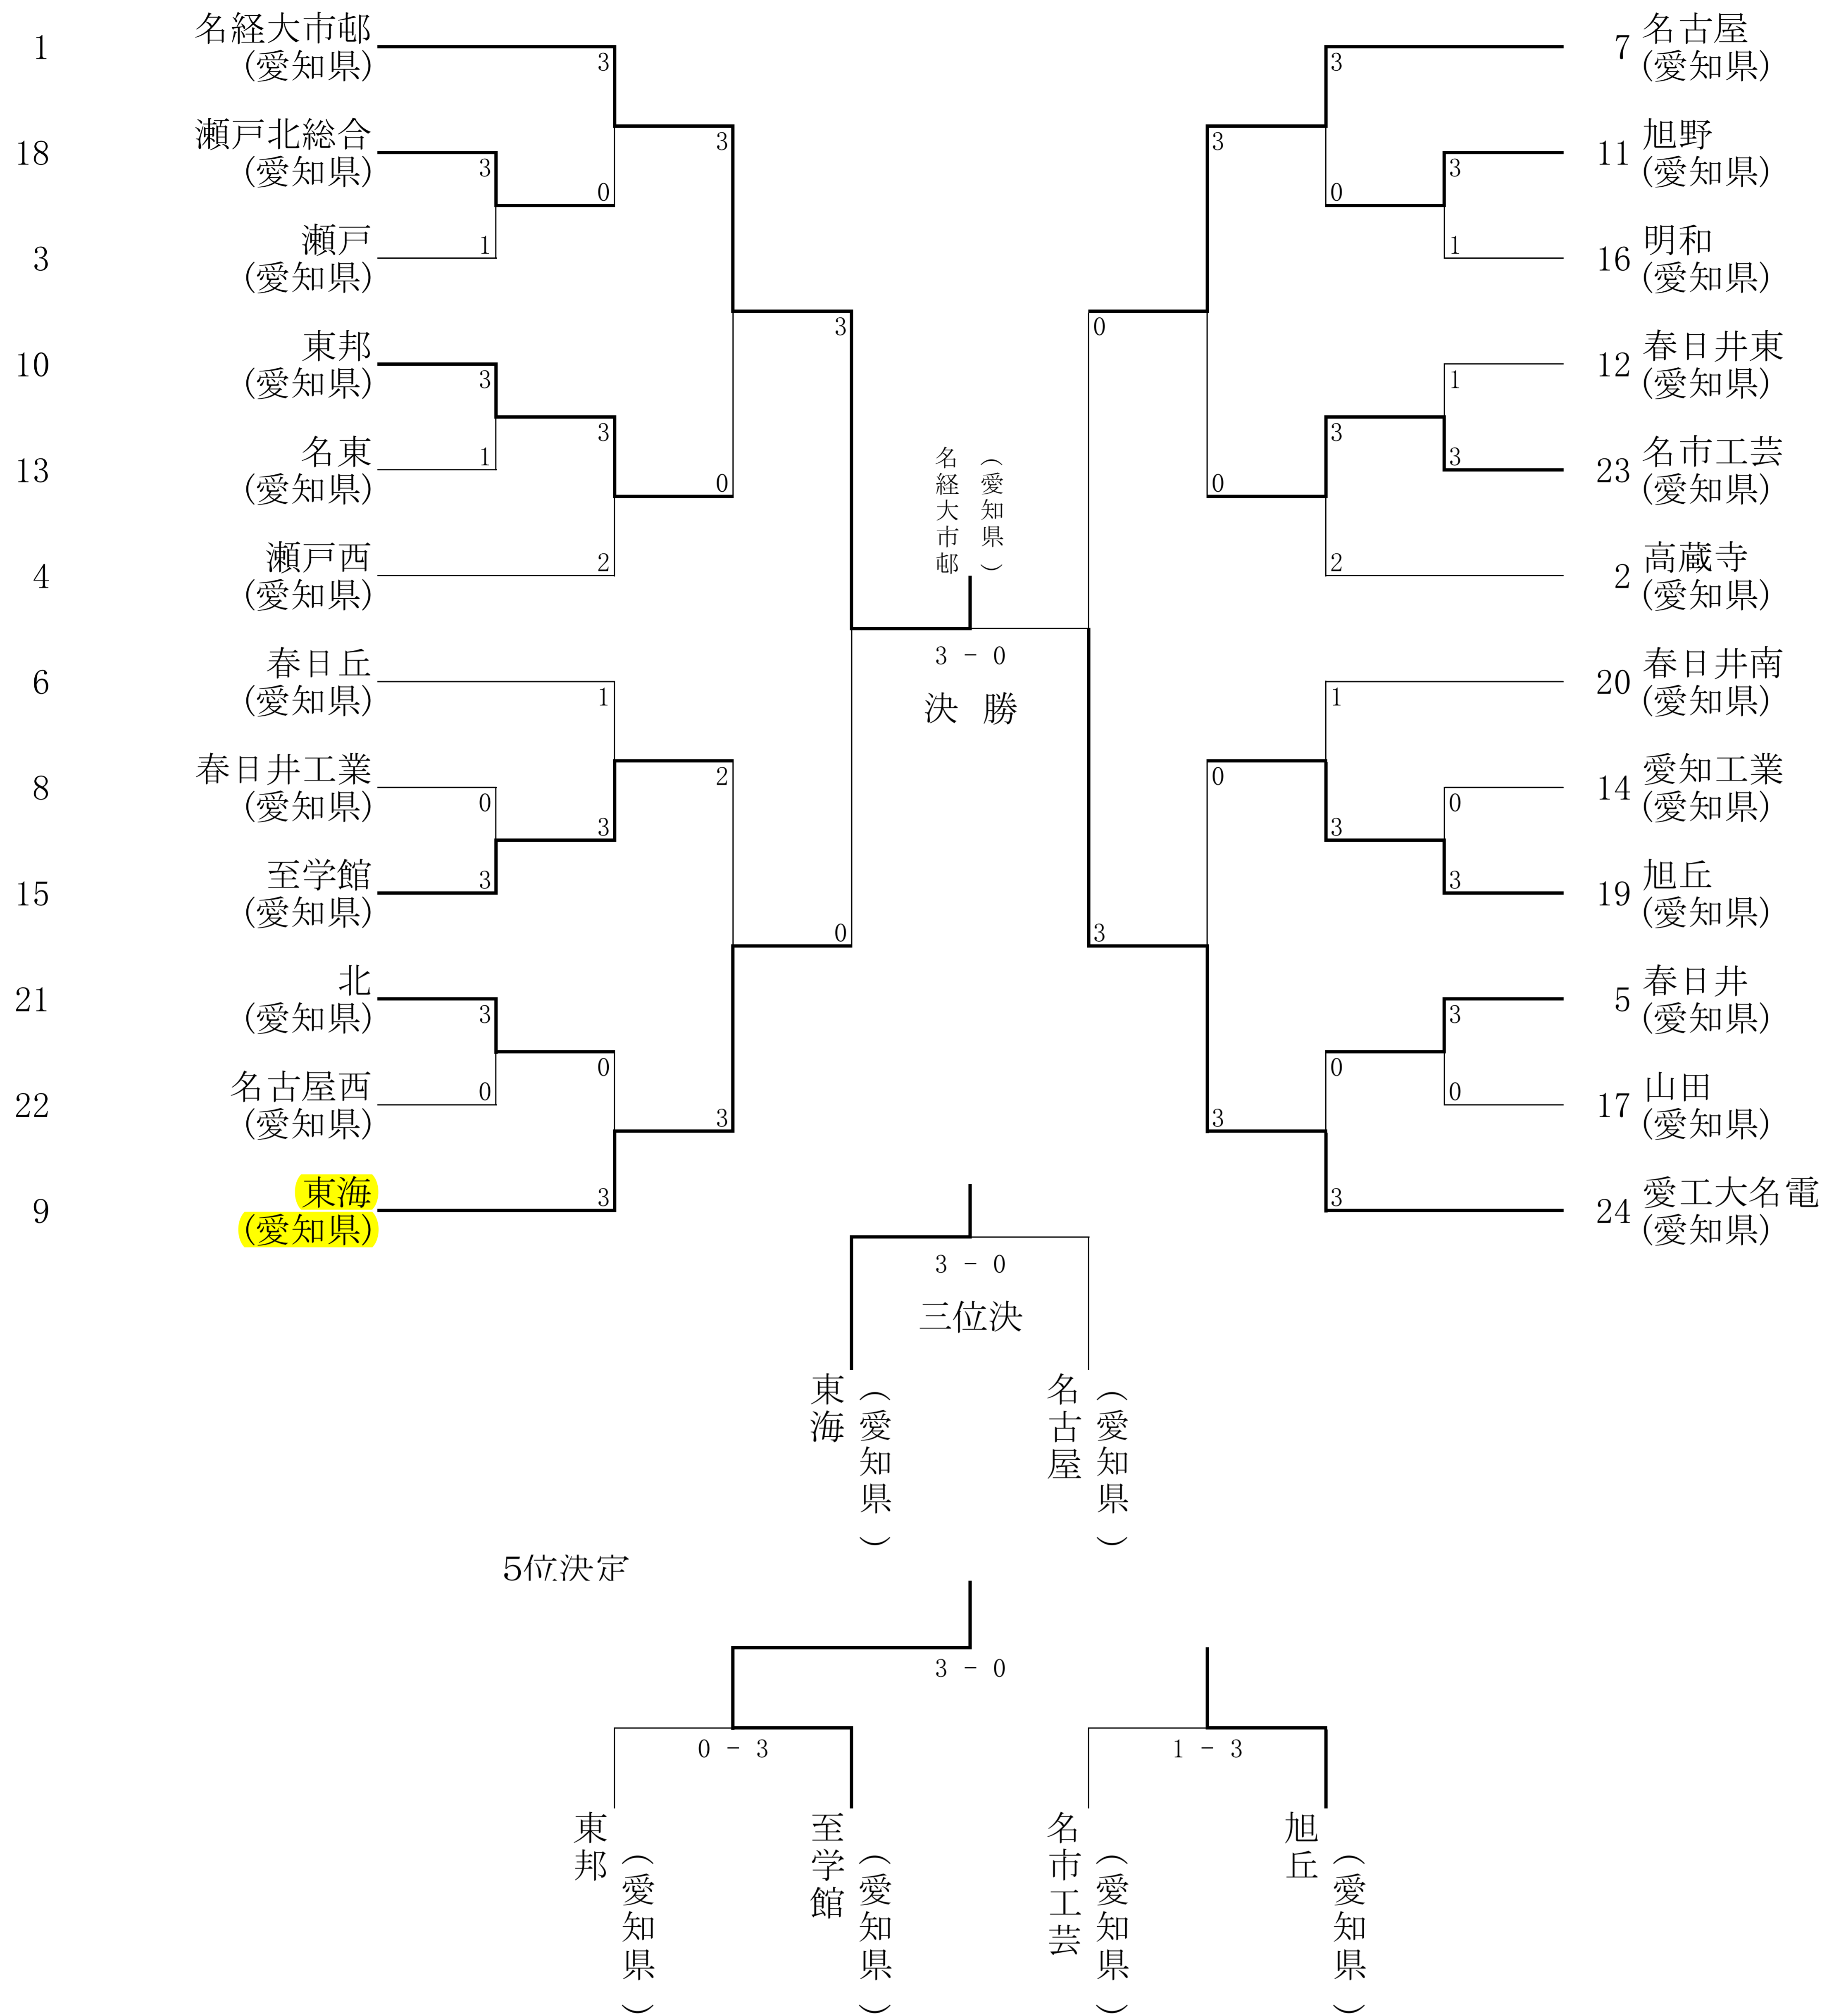 1 名経大市邨
(愛知県)
3
18 瀬戸北総合
(愛知県)
3
3
0
3 瀬戸
(愛知県)
1
10 東邦
(愛知県)
3
3
13 名東
(愛知県)
1
3
0
4 瀬戸西
(愛知県)
2
6 春日丘
(愛知県)
1
8 春日井工業
(愛知県)
0
2
3
15 至学館
(愛知県)
3
0
21 北
(愛知県)
3
0
22 名古屋西
(愛知県)
0
3
9 東海
(愛知県)
3
7 名古屋
(愛知県)
3
11 旭野
(愛知県)
3
3
0
16 明和
(愛知県)
1
0
12 春日井東
(愛知県)
1
3
23 名市工芸
(愛知県)
3
0
2 高蔵寺
(愛知県)
2
20 春日井南
(愛知県)
1
14 愛知工業
(愛知県)
0
0
3
19 旭丘
(愛知県)
3
3
5 春日井
(愛知県)
3
0
17 山田
(愛知県)
0
3
24 愛工大名電
(愛知県)
3
名経大市邨
(愛知県)
3 - 0
決 勝
3 - 0
三位決
東海
(愛知県)
名古屋
(愛知県)
5位決定
3 - 0
0 - 3
1 - 3
東邦
(愛知県)
至学館
(愛知県)
名市工芸
(愛知県)
旭丘
(愛知県)